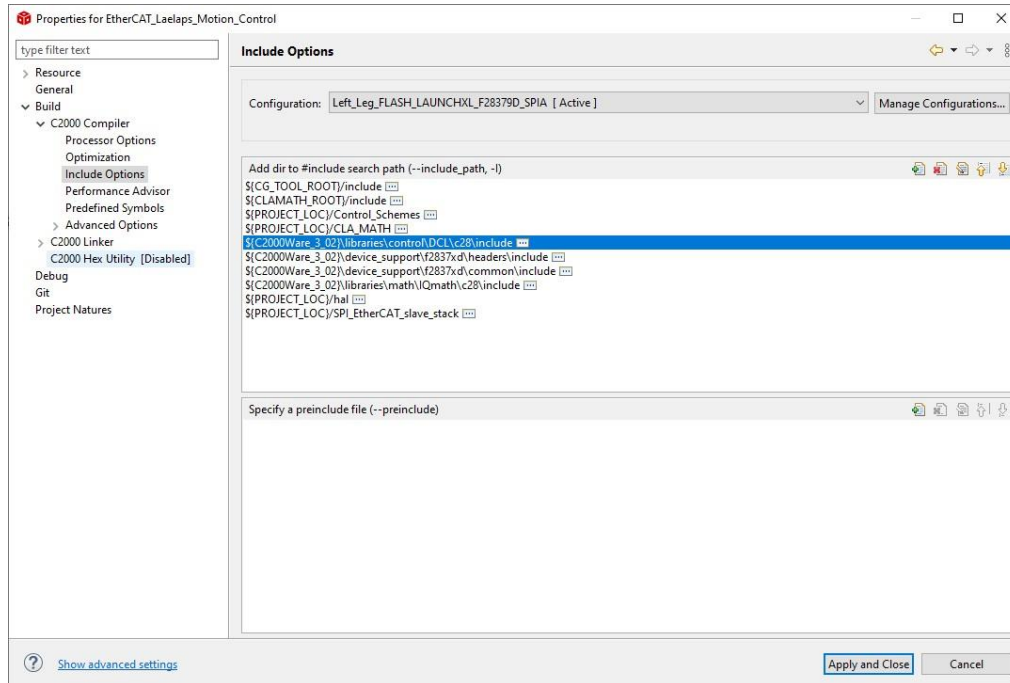 Properties for EtherCAT_Laelaps_Motion_Control
type filter text
Resource
General
Build
C2000 Compiler
Processor Options
Optimization
Include Options
Performance Advisor
Predefined Symbols
Advanced Options
C2000 Linker
C2000 Hex Utility [Disabled]
Debug
Git
Project Natures
Include Options
Configuration: Left_Leg_FLASH_LAUNCHXL_F28379D_SPIA [ Active ]
Manage Configurations...
Add dir to #include search path (--include_path, -I)
${CG_TOOL_ROOT}/include
${CLAMATH_ROOT}/include
${PROJECT_LOC}/Control_Schemes
${PROJECT_LOC}/CLA_MATH
${C2000Ware_3_02}\libraries\control\DCL\c28\include
${C2000Ware_3_02}\device_support\f2837xd\headers\include
${C2000Ware_3_02}\device_support\f2837xd\common\include
${C2000Ware_3_02}\libraries\math\IQmath\c28\include
${PROJECT_LOC}/hal
${PROJECT_LOC}/SPI_EtherCAT_slave_stack
Specify a preinclude file (--preinclude)
Show advanced settings
Apply and Close
Cancel